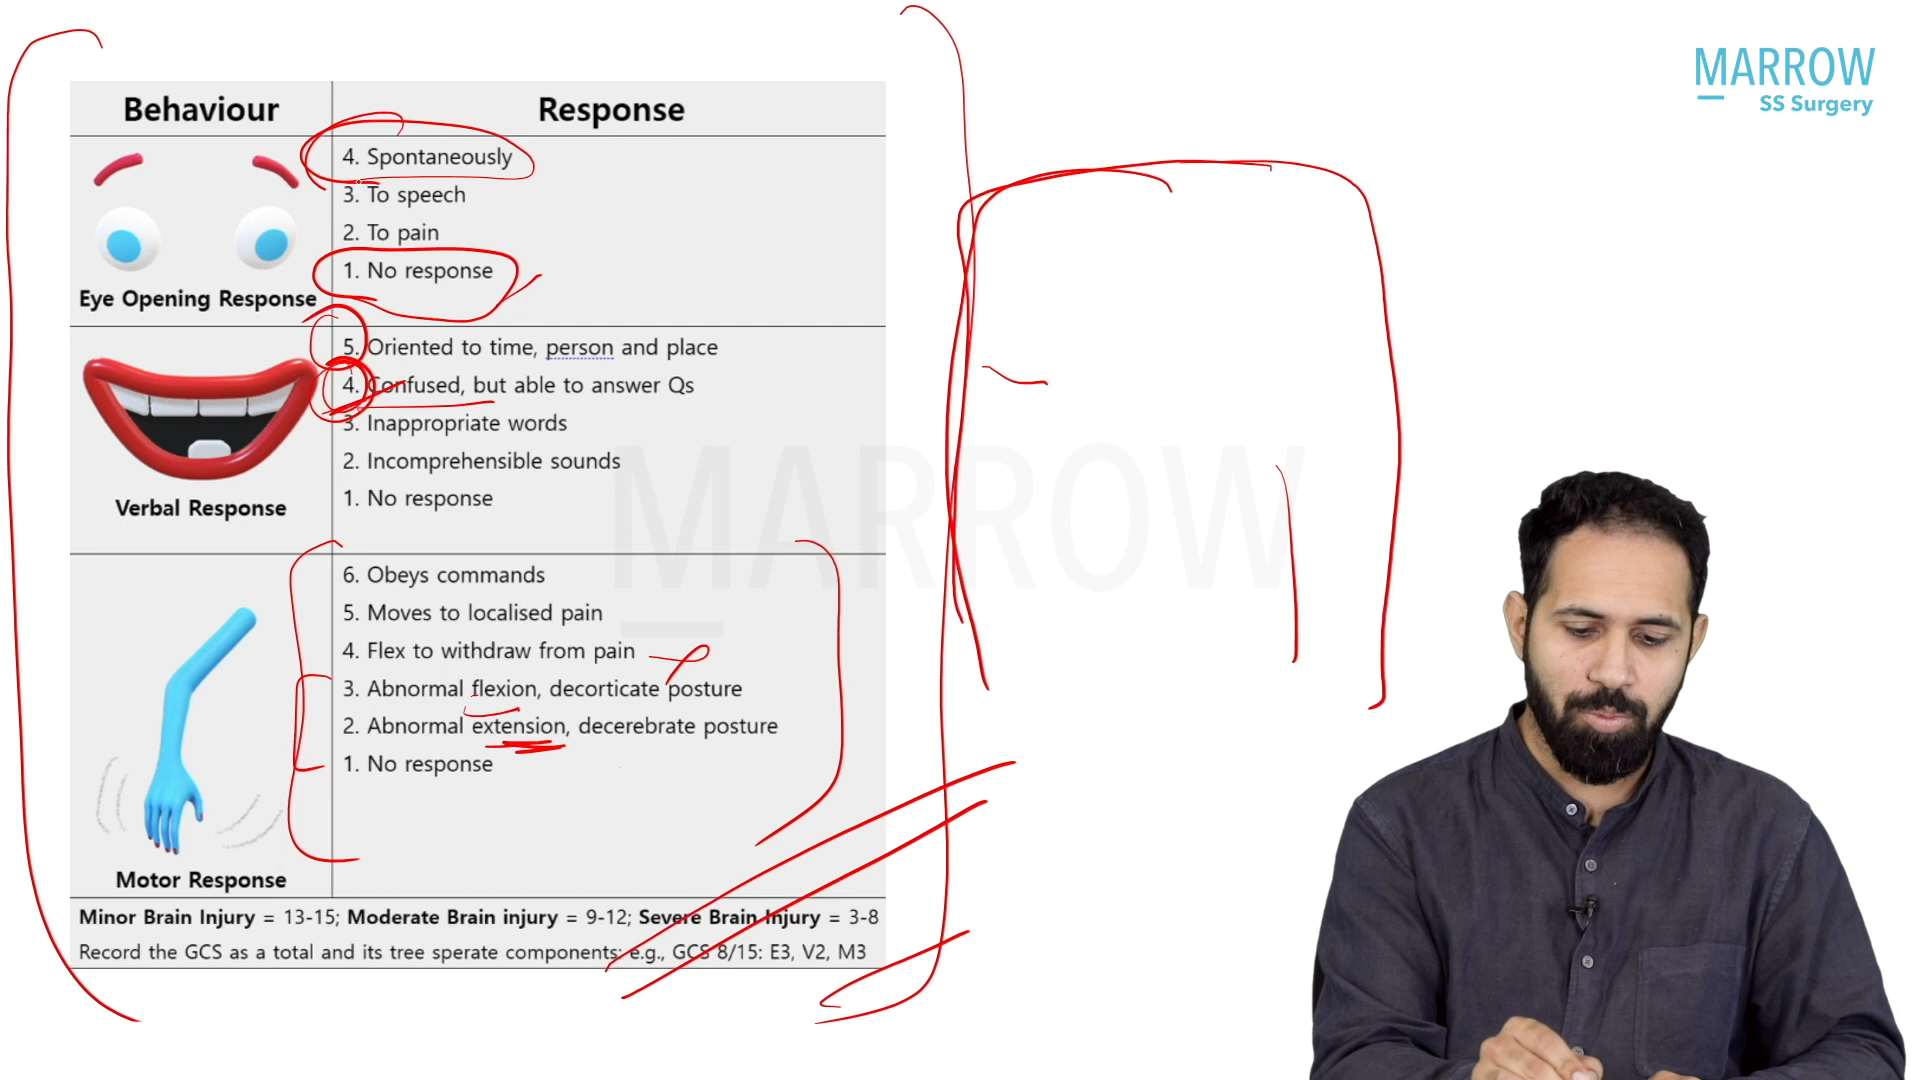 MARROW
SS Surgery
Behaviour Response
4. Spontaneously
3. To speech
2. To pain
1. No response
Eye Opening Response
5. Oriented to time, person and place
4. Confused, but able to answer Qs
3. Inappropriate words
2. Incomprehensible sounds
1. No response
Verbal Response
MARROW
6. Obeys commands
5. Moves to localised pain
4. Flex to withdraw from pain
3. Abnormal flexion, decorticate posture
2. Abnormal extension, decerebrate posture
1. No response
Motor Response
Minor Brain Injury = 13-15; Moderate Brain injury = 9-12; Severe Brain Injury = 3-8
Record the GCS as a total and its tree sperate components; e.g., GCS 8/15: E3, V2, M3